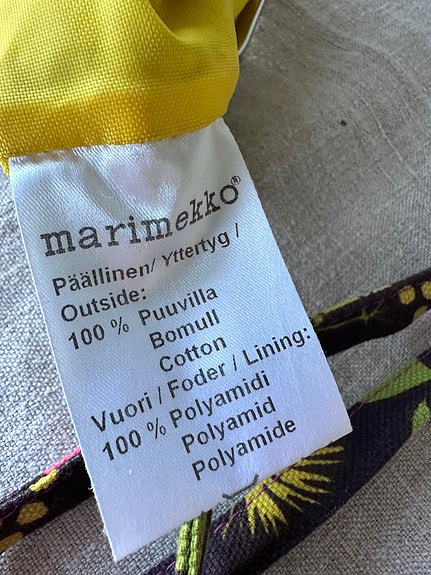 marimekko®
Päällinen/ Yttertyg /
Outside:
100 % Puuvilla
Bomull
Cotton
Vuori / Foder / Lining:
100 % Polyamidi
Polyamid
Polyamide